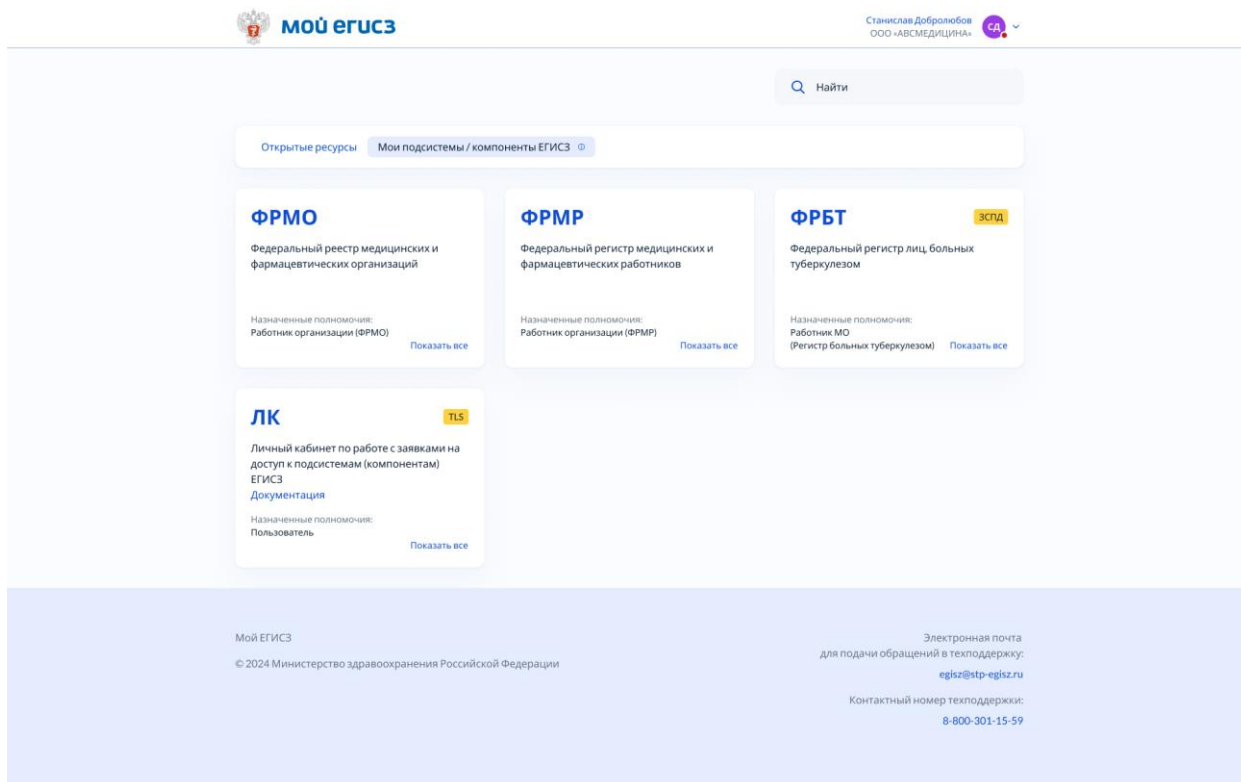 мой егисз
Станислав Добролюбов
ООО «АВСМЕДИЦИНА»
СД
Найти
Открытые ресурсы
Мои подсистемы / компоненты ЕГИСЗ
ФРМО
Федеральный реестр медицинских и
фармацевтических организаций
Назначенные полномочия:
Работник организации (ФРМО)
Показать все
ФРМР
Федеральный регистр медицинских и
фармацевтических работников
Назначенные полномочия:
Работник организации (ФРМР)
Показать все
ФРБТ
ЗСПД
Федеральный регистр лиц, больных
туберкулезом
Назначенные полномочия:
Работник МО
(Регистр больных туберкулезом)
Показать все
ЛК
TLS
Личный кабинет по работе с заявками на
доступ к подсистемам (компонентам)
ЕГИСЗ
Документация
Назначенные полномочия:
Пользователь
Показать все
Мой ЕГИСЗ
© 2024 Министерство здравоохранения Российской Федерации
Электронная почта
для подачи обращений в техподдержку:
egisz@stp-egisz.ru
Контактный номер техподдержки:
8-800-301-15-59